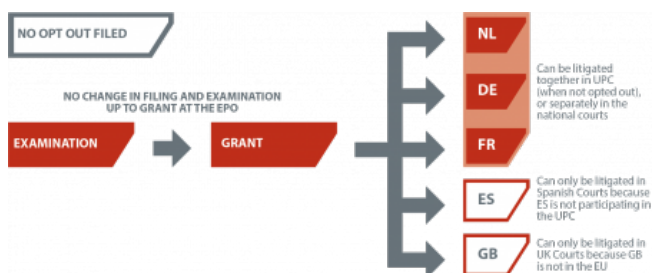 NO OPT OUT FILED
NO CHANGE IN FILING AND EXAMINATION
UP TO GRANT AT THE EPO
EXAMINATION
GRANT
NL
DE
FR
Can be litigated
together in UPC
(when not opted out),
or separately in the
national courts
ES
Can only be litigated in
Spanish Courts because
ES is not participating in
the UPC
GB
Can only be litigated in
UK Courts because GB
is not in the EU